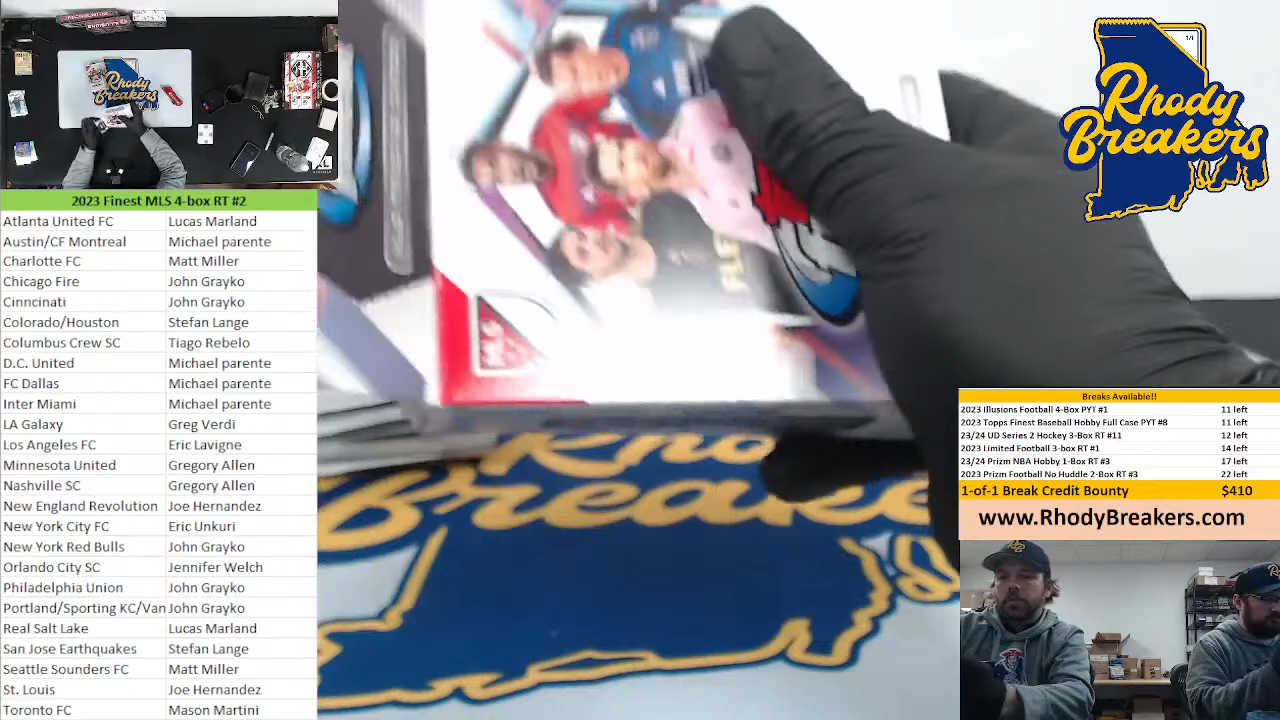 Rhody
Breakers
2023 Finest MLS 4-box RT #2
Atlanta United FC Lucas Marland
Austin/CF Montreal Michael parente
Charlotte FC Matt Miller
Chicago Fire John Grayko
Cinncinati John Grayko
Colorado/Houston Stefan Lange
Columbus Crew SC Tiago Rebelo
D.C. United Michael parente
FC Dallas Michael parente
Inter Miami Michael parente
LA Galaxy Greg Verdi
Los Angeles FC Eric Lavigne
Minnesota United Gregory Allen
Nashville SC Gregory Allen
New England Revolution Joe Hernandez
New York City FC Eric Unkuri
New York Red Bulls John Grayko
Orlando City SC Jennifer Welch
Philadelphia Union John Grayko
Portland/Sporting KC/Van John Grayko
Real Salt Lake Lucas Marland
San Jose Earthquakes Stefan Lange
Seattle Sounders FC Matt Miller
St. Louis Joe Hernandez
Toronto FC Mason Martini
MLS
Breake
1/1
Rhody
Breakers
Breaks Available!!
2023 Illusions Football 4-Box PYT #1 11 left
2023 Topps Finest Baseball Hobby Full Case PYT #8 11 left
23/24 UD Series 2 Hockey 3-Box RT #11 12 left
2023 Limited Football 3-box RT #1 14 left
23/24 Prizm NBA Hobby 1-Box RT #3 17 left
2023 Prizm Football No Huddle 2-Box RT #3 22 left
1-of-1 Break Credit Bounty $410
www.RhodyBreakers.com